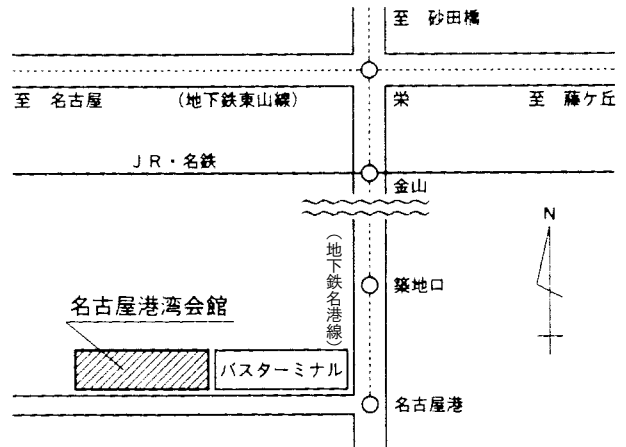 至 砂田橋
至 名古屋
(地下鉄東山線)
栄
至 藤ケ丘
JR・名鉄
金山
N
(地下鉄名港線)
築地口
名古屋港湾会館
バスターミナル
名古屋港